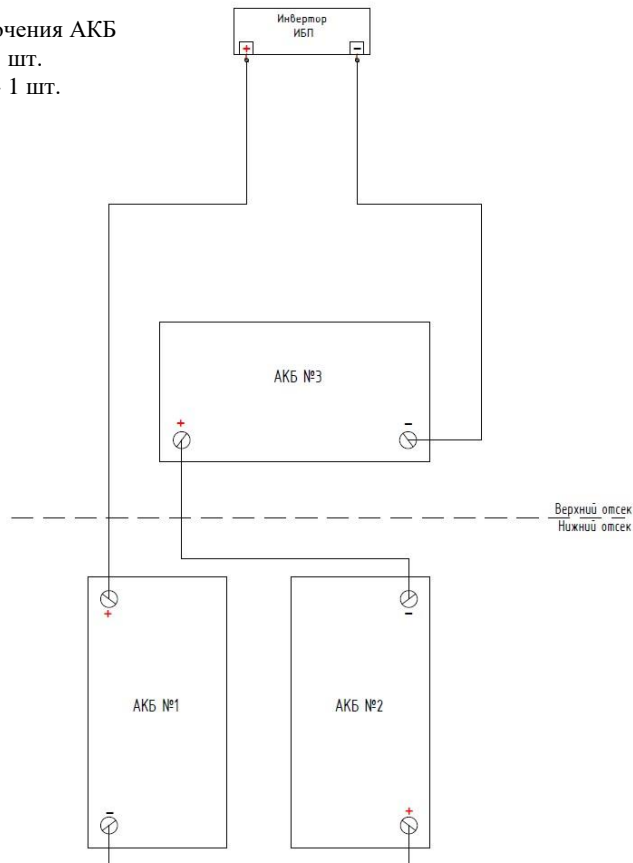 чения АКБ
шт.
1 шт.
Инвертор
ИБП
+ −
АКБ №3
+ −
Верхний отсек
Нижний отсек
+ −
АКБ №1 АКБ №2
− +